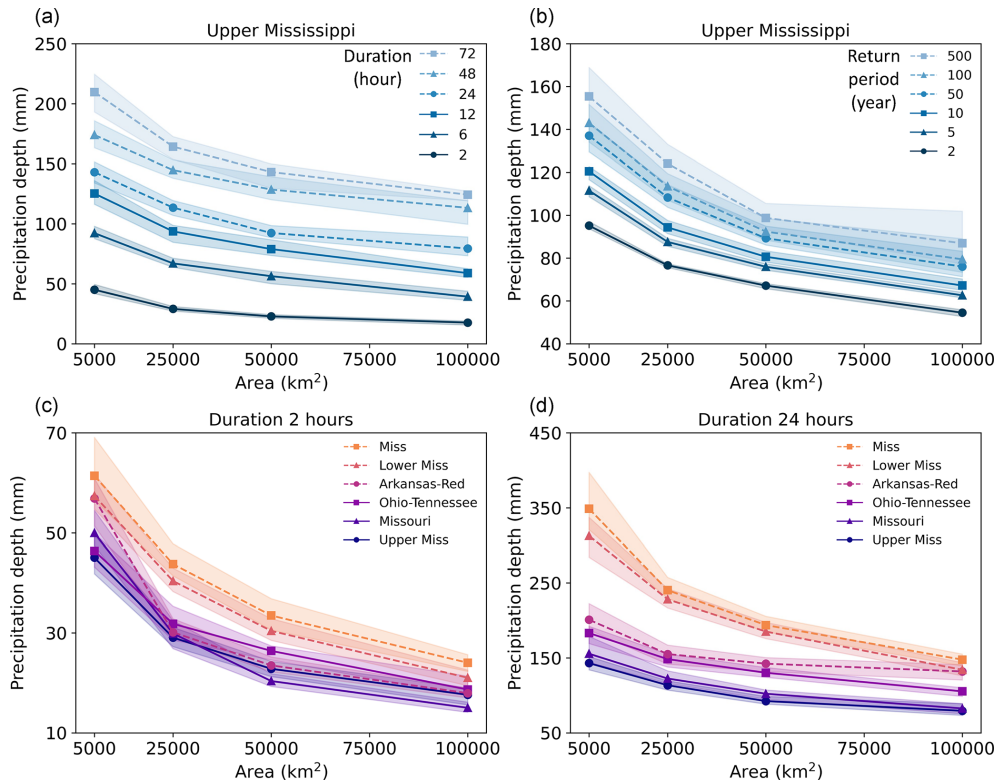 (a)
Upper Mississippi
Precipitation depth (mm)
250
200
150
100
50
0
Duration
(hour)
72
48
24
12
6
2
5000 25000 50000 75000 100000
Area (km²)
(b)
Upper Mississippi
Precipitation depth (mm)
180
160
140
120
100
80
60
40
Return
period
(year)
500
100
50
10
5
2
5000 25000 50000 75000 100000
Area (km²)
(c)
Duration 2 hours
Precipitation depth (mm)
70
50
30
10
Miss
Lower Miss
Arkansas-Red
Ohio-Tennessee
Missouri
Upper Miss
5000 25000 50000 75000 100000
Area (km²)
(d)
Duration 24 hours
Precipitation depth (mm)
450
350
250
150
50
Miss
Lower Miss
Arkansas-Red
Ohio-Tennessee
Missouri
Upper Miss
5000 25000 50000 75000 100000
Area (km²)